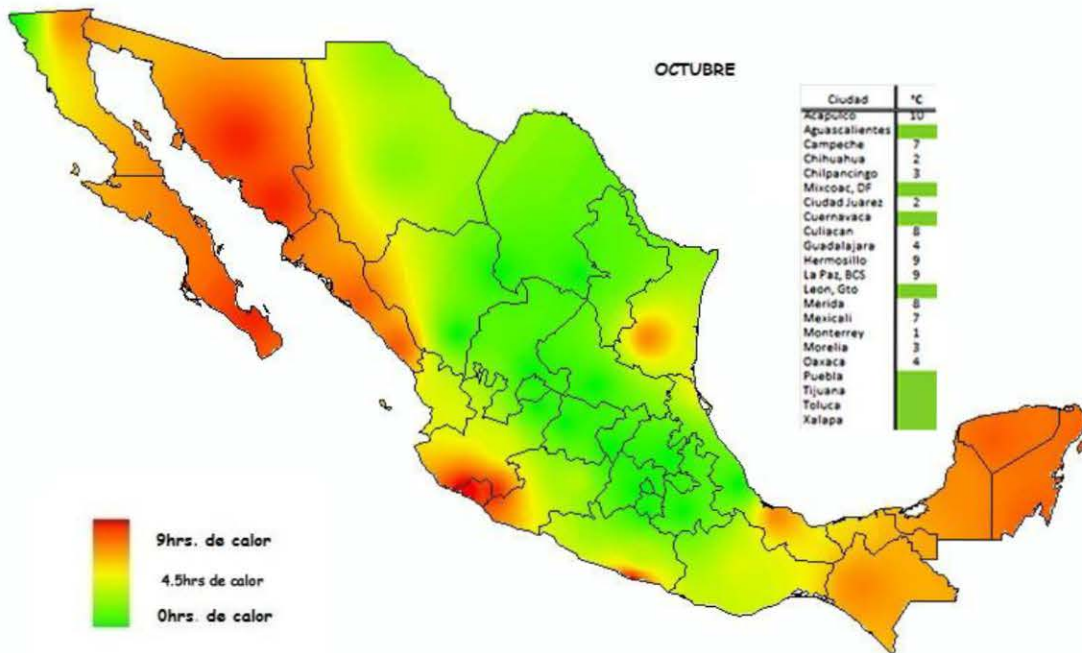 OCTUBRE
Ciudad °C
Acapulco 10
Aguascalientes
Campeche 7
Chihuahua 2
Chilpancingo 3
Mixcoac, DF
Ciudad Juarez 2
Cuernavaca
Culiacan 8
Guadalajara 4
Hermosillo 9
La Paz, BCS 9
Leon, Gto
Merida 8
Mexicali 7
Monterrey 1
Morelia 3
Oaxaca 4
Puebla
Tijuana
Toluca
Xalapa
9hrs. de calor
4.5hrs de calor
0hrs. de calor